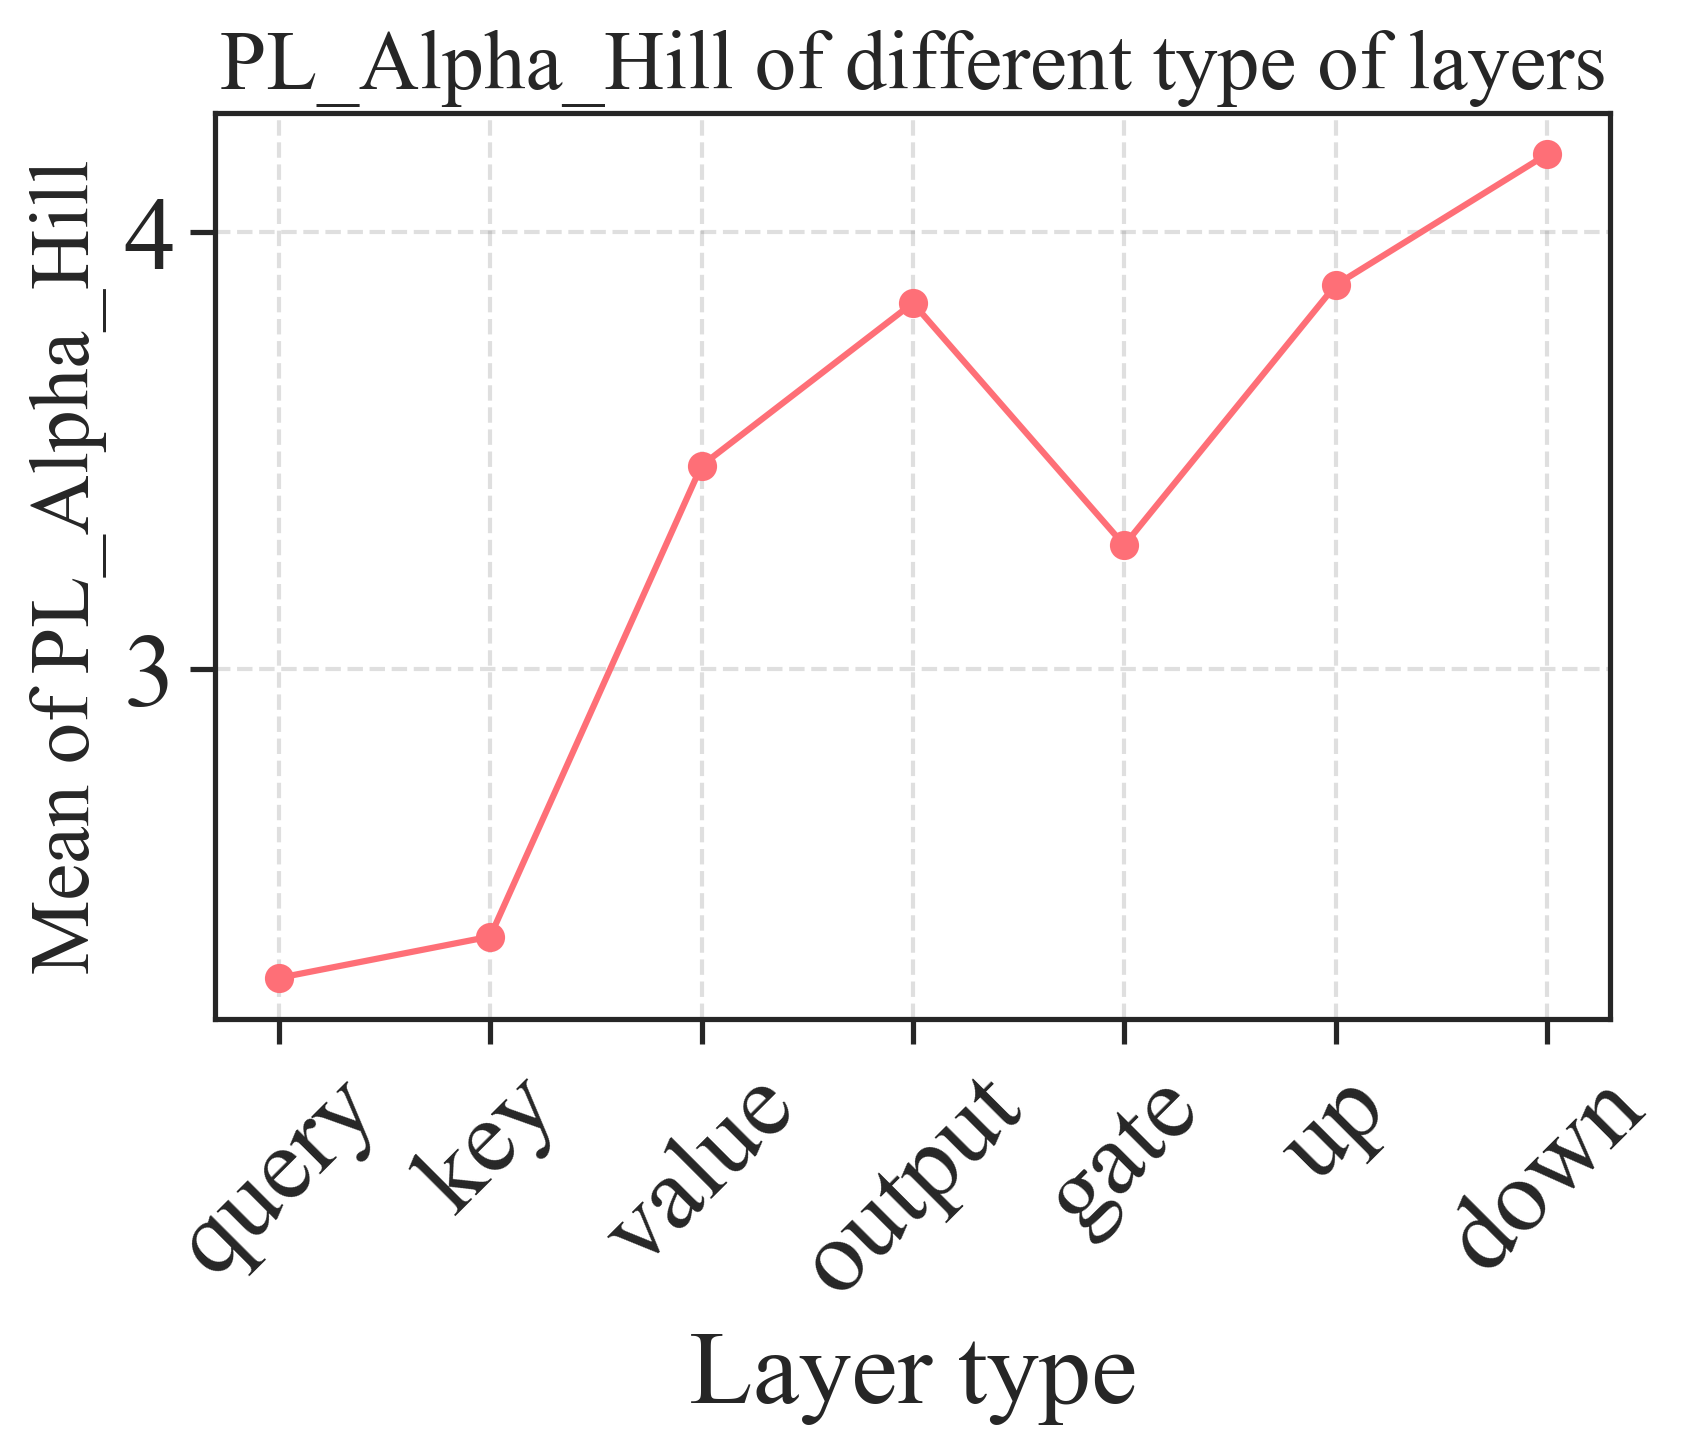 PL_Alpha_Hill of different type of layers
Mean of PL_Alpha_Hill
4
3
query
key
value
output
gate
up
down
Layer type